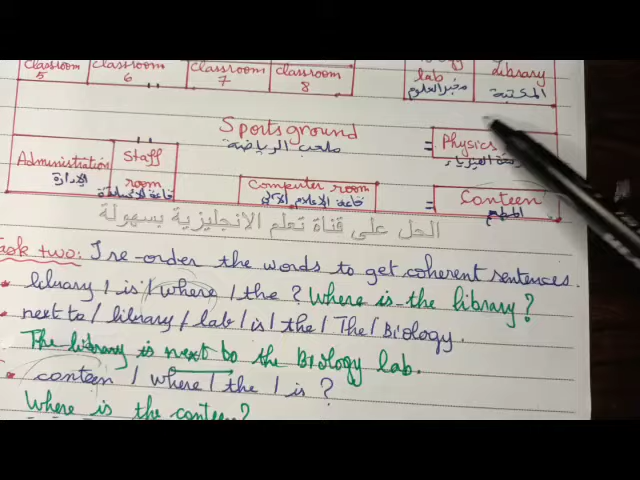 Classroom 5 Classroom 6 Classroom 7 Classroom 8 lab Library
مخبر العلوم المكتبة
Sports ground = Physics
ملعب الرياضة
Administration Staff room Computer room = Canteen
الإدارة قاعة الأساتذة قاعة الإعلام الآلي المطعم
الحل على قناة تعلم الانجليزية بسهولة
Task two: I re-order the words to get coherent sentences.
• library / is / where / the ? Where is the library?
• next to / library / lab / is / the / The / Biology.
The library is next to the Biology lab.
• canteen / where / the / is ?
Where is the canteen?